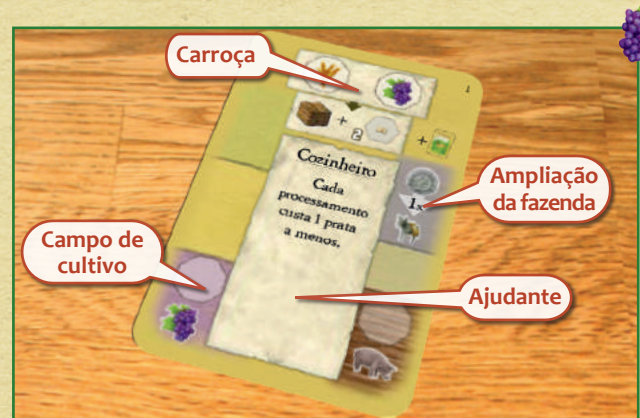 Carroça
1
+ 2
+
Cozinheiro
Cada
processamento
custa 1 prata
a menos.
Ampliação
da fazenda
Campo de
cultivo
Ajudante